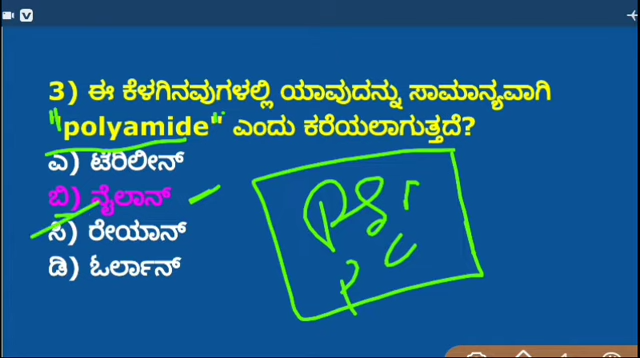 3) ಈ ಕೆಳಗಿನವುಗಳಲ್ಲಿ ಯಾವುದನ್ನು ಸಾಮಾನ್ಯವಾಗಿ
"polyamide" ಎಂದು ಕರೆಯಲಾಗುತ್ತದೆ?
ಎ) ಟೆರಿಲೀನ್
ಬಿ) ನೈಲಾನ್
ಸಿ) ರೇಯಾನ್
ಡಿ) ಓರ್ಲಾನ್